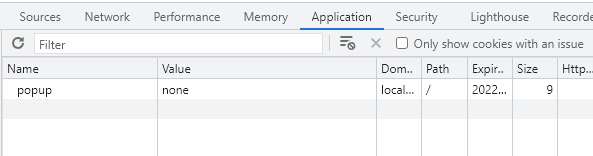 Sources Network Performance Memory Application Security Lighthouse Recorde
Filter Only show cookies with an issue
Name Value Dom... Path Expir... Size Http...
popup none local... / 2022... 9